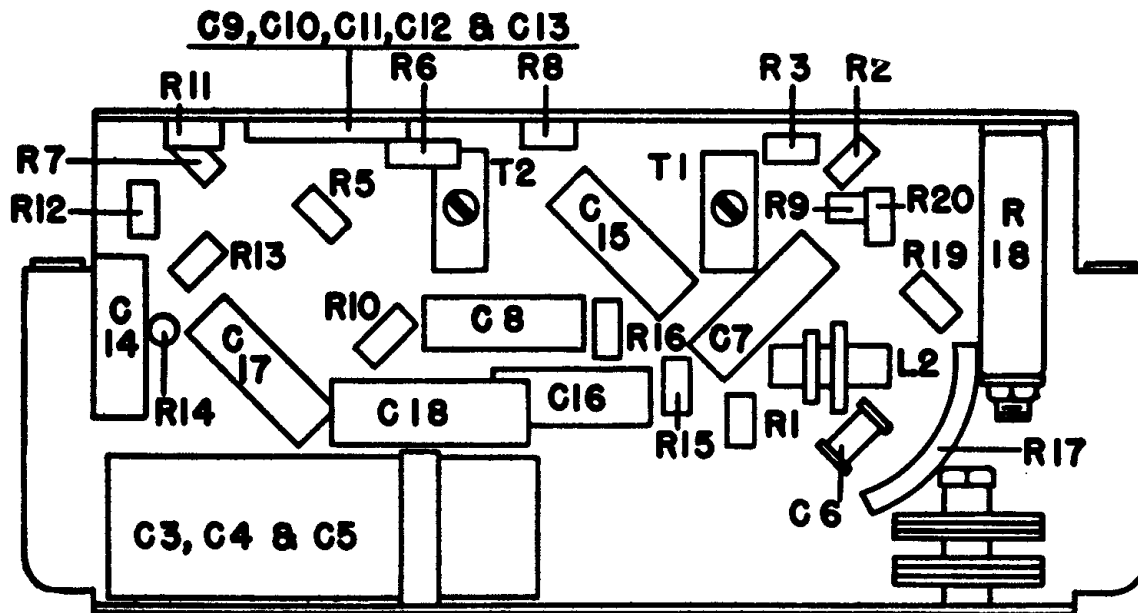 C9,C10,C11,C12 & C13
R11
R6
R8
R3
R2
R7
R5
T2
T1
R12
C
15
R9
R20
R
18
R13
R19
C
14
R10
C8
R16
C7
C
17
L2
R14
C18
C16
R15
R1
R17
C6
C3, C4 & C5